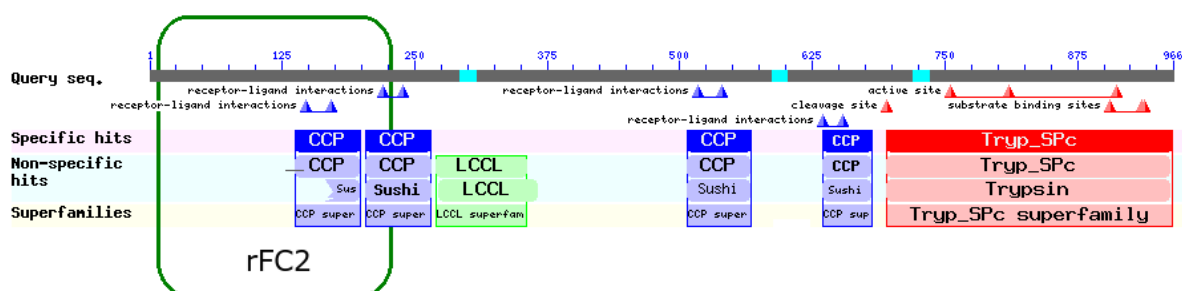 1 125 250 375 500 625 750 875 966
Query seq.
receptor-ligand interactions receptor-ligand interactions active site
receptor-ligand interactions cleavage site substrate binding sites
receptor-ligand interactions
Specific hits CCP CCP CCP CCP Tryp_SPc
Non-specific hits CCP CCP LCCL CCP CCP Tryp_SPc
Sus Sushi LCCL Sushi Sushi Trypsin
Superfamilies CCP super CCP super LCCL superfam CCP super CCP sup Tryp_SPc superfamily
rFC2